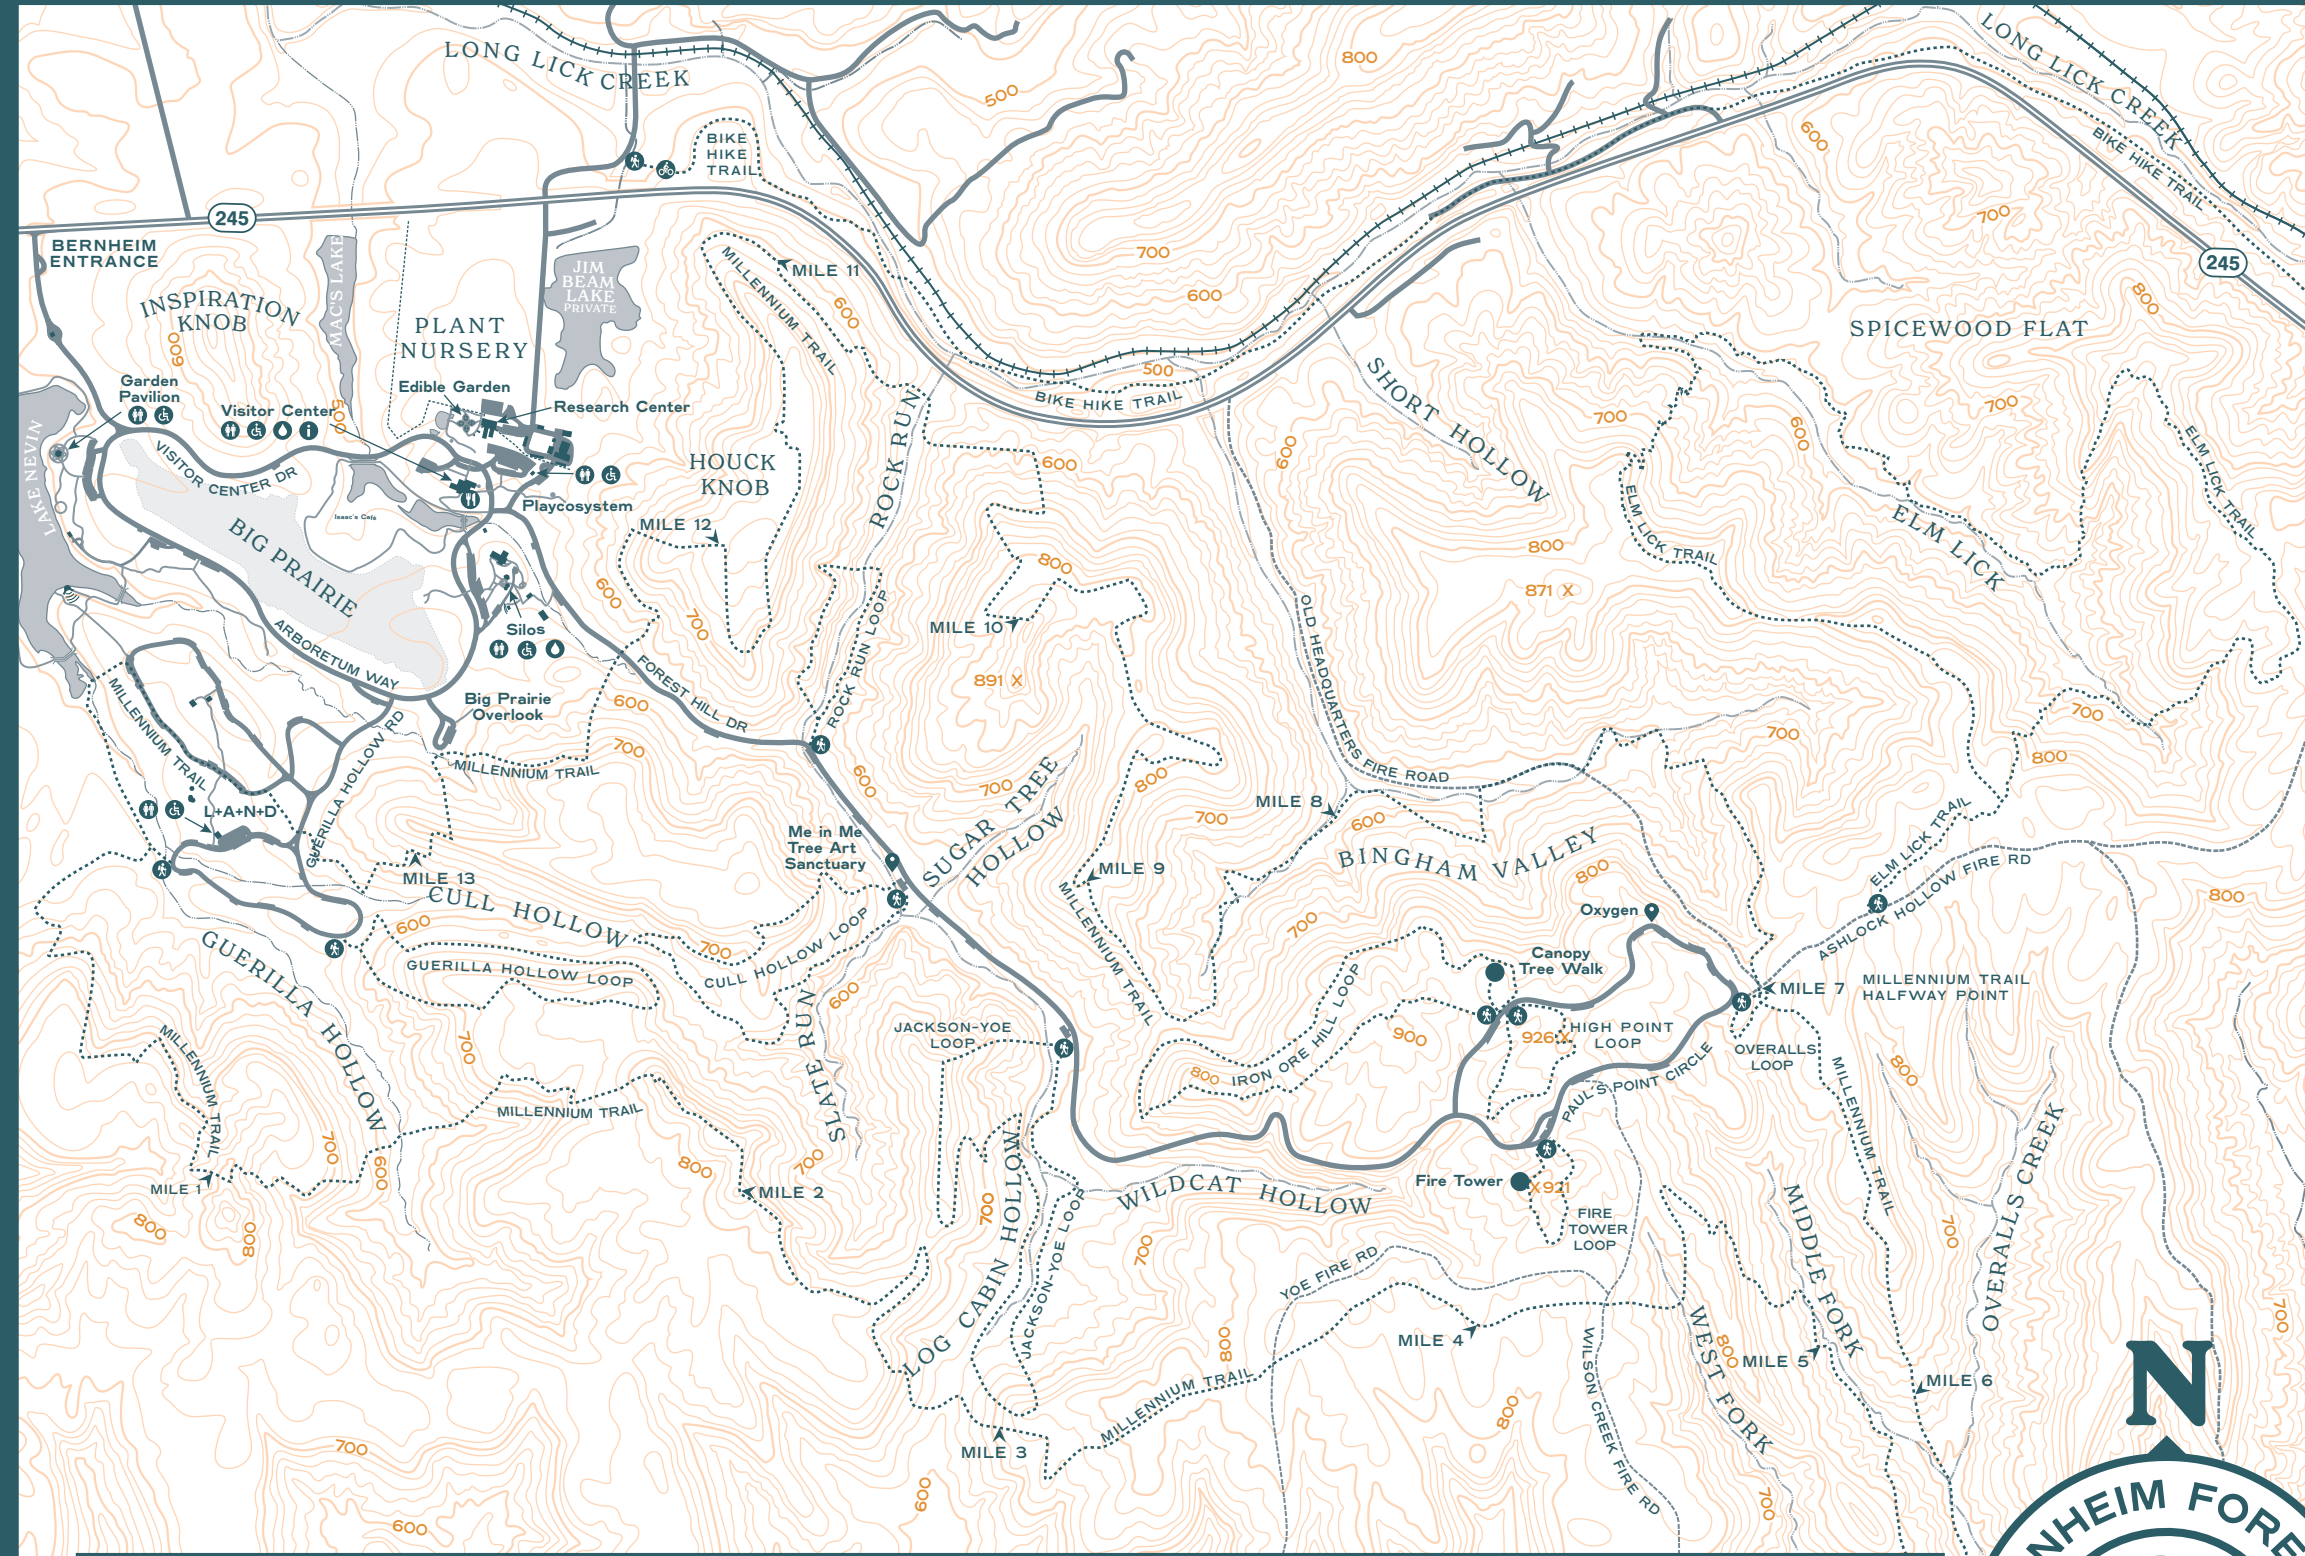 LONG LICK CREEK
LONG LICK CREEK
BIKE HIKE TRAIL
BIKE
HIKE
TRAIL
800
500
600
700
245
245
BERNHEIM
ENTRANCE
INSPIRATION
KNOB
600
MAC'S LAKE
500
PLANT
NURSERY
JIM
BEAM
LAKE
PRIVATE
MILLENNIUM TRAIL
MILE 11
600
700
600
500
BIKE HIKE TRAIL
SHORT HOLLOW
SPICEWOOD FLAT
800
700
700
600
ELM LICK
ELM LICK TRAIL
ELM LICK TRAIL
Garden
Pavilion
Visitor Center
Edible Garden
Research Center
LAKE NEVIN
VISITOR CENTER DR
BIG PRAIRIE
Isaac's Café
Playcosystem
HOUCK
KNOB
ROCK RUN
600
600
MILE 12
800
800
871 X
600
700
MILE 10
891 X
ROCK RUN LOOP
OLD HEADQUARTERS FIRE ROAD
Silos
ARBORETUM WAY
Big Prairie
Overlook
FOREST HILL DR
600
700
MILLENNIUM TRAIL
MILLENNIUM TRAIL
GUERILLA HOLLOW RD
L+A+N+D
MILE 13
600
700
SUGAR TREE
HOLLOW
800
700
MILE 8
600
BINGHAM VALLEY
800
700
700
800
Me in Me
Tree Art
Sanctuary
MILE 9
MILLENNIUM TRAIL
ELM LICK TRAIL
ASHLOCK HOLLOW FIRE RD
800
CULL HOLLOW
600
700
CULL HOLLOW LOOP
GUERILLA HOLLOW LOOP
GUERILLA HOLLOW
700
Oxygen
Canopy
Tree Walk
700
MILE 7
MILLENNIUM TRAIL
HALFWAY POINT
IRON ORE HILL LOOP
800
900
926 X
HIGH POINT
LOOP
OVERALLS
LOOP
PAUL'S POINT CIRCLE
600
SLATE RUN
JACKSON-YOE
LOOP
MILLENNIUM TRAIL
MILLENNIUM TRAIL
MILE 1
700
600
800
800
800
700
MILE 2
700
LOG CABIN HOLLOW
JACKSON-YOE LOOP
WILDCAT HOLLOW
Fire Tower
X921
FIRE
TOWER
LOOP
MILLENNIUM TRAIL
800
OVERALLS CREEK
700
MIDDLE FORK
WEST FORK
700
800
YOE FIRE RD
MILE 4
WILSON CREEK FIRE RD
800
MILE 5
MILE 6
700
MILLENNIUM TRAIL
MILE 3
800
700
600
600
700
N
NHEIM FORE